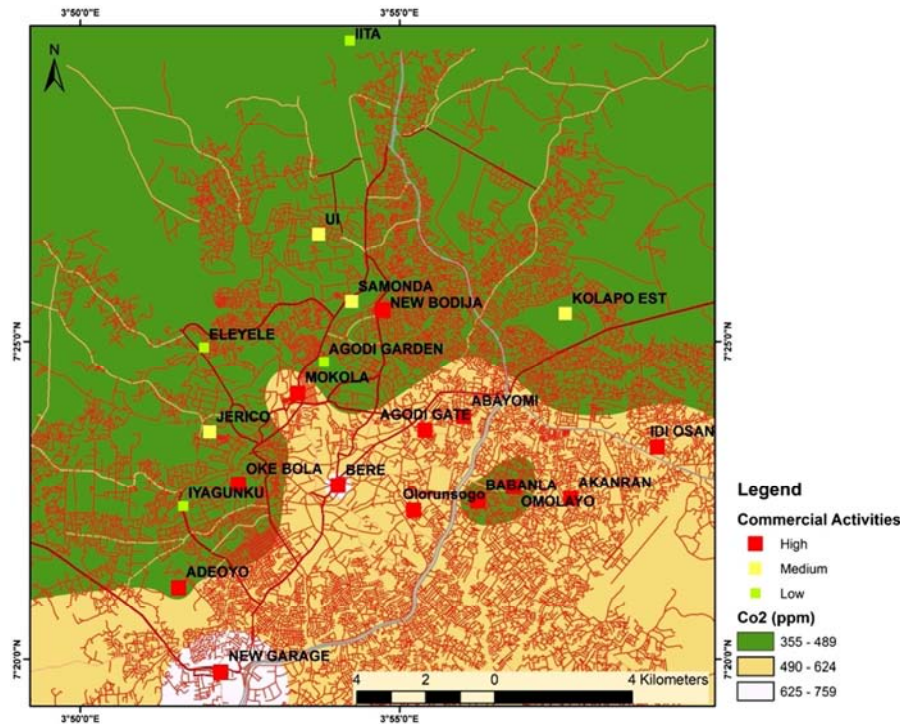 3°50'0"E
3°55'0"E
N
IITA
UI
SAMONDA
NEW BODIJA
KOLAPO EST
ELEYELE
7°25'0"N
7°25'0"N
AGODI GARDEN
MOKOLA
JERICO
AGODI GATE
ABAYOMI
IDI OSAN
OKE BOLA
BERE
IYAGUNKU
Olorunsogo
BABANLA
AKANRAN
OMOLAYO
ADEOYO
7°20'0"N
7°20'0"N
NEW GARAGE
4 2 0 4 Kilometers
3°50'0"E
3°55'0"E
Legend
Commercial Activities
High
Medium
Low
Co2 (ppm)
355 - 489
490 - 624
625 - 759